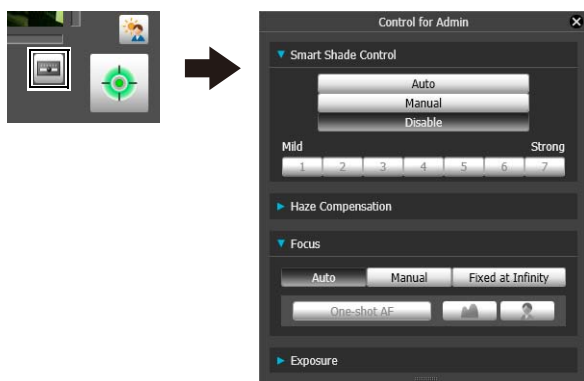 Control for Admin
Smart Shade Control
Auto
Manual
Disable
Mild Strong
1 2 3 4 5 6 7
Haze Compensation
Focus
Auto Manual Fixed at Infinity
One-shot AF
Exposure